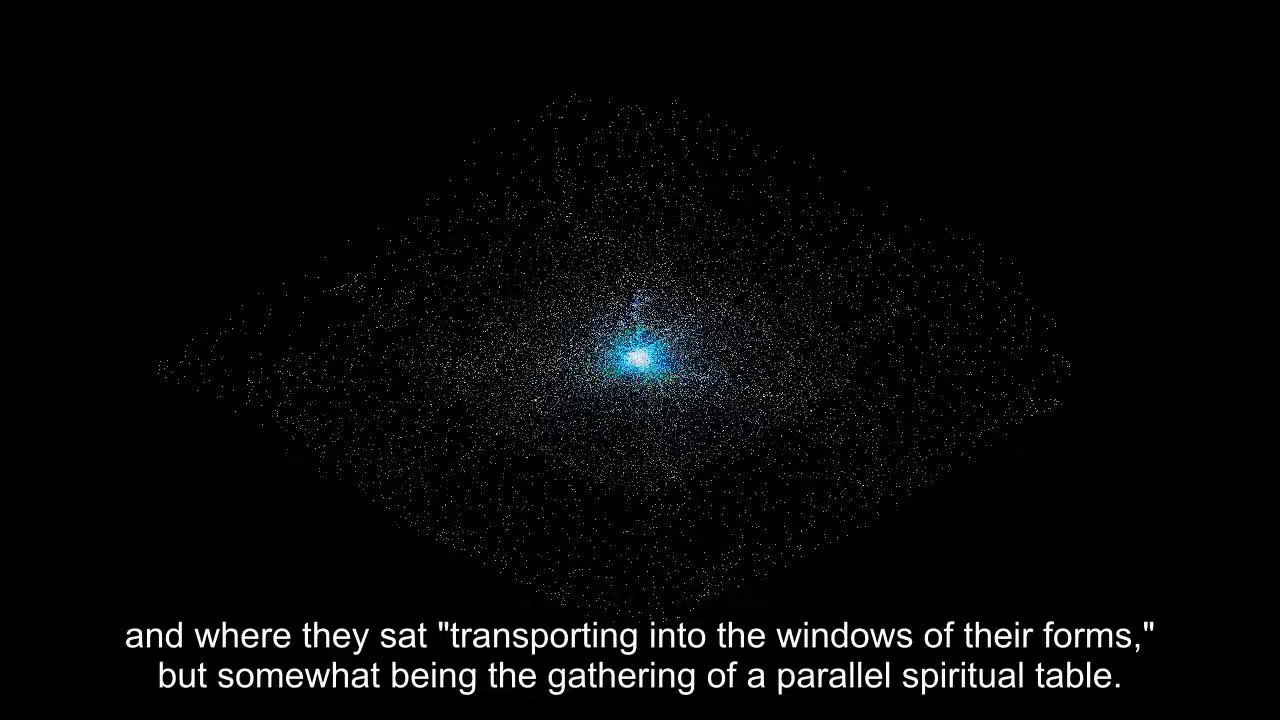 and where they sat "transporting into the windows of their forms,"
but somewhat being the gathering of a parallel spiritual table.